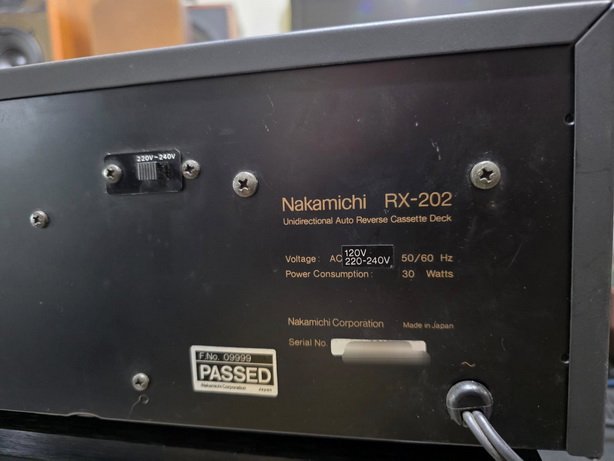 220V-240V
Nakamichi RX-202
Unidirectional Auto Reverse Cassette Deck
Voltage: AC 120V 220-240V 50/60 Hz
Power Consumption: 30 Watts
Nakamichi Corporation Made in Japan
Serial No.
F.No. 09999
PASSED
Nakamichi Corporation JAPAN
~